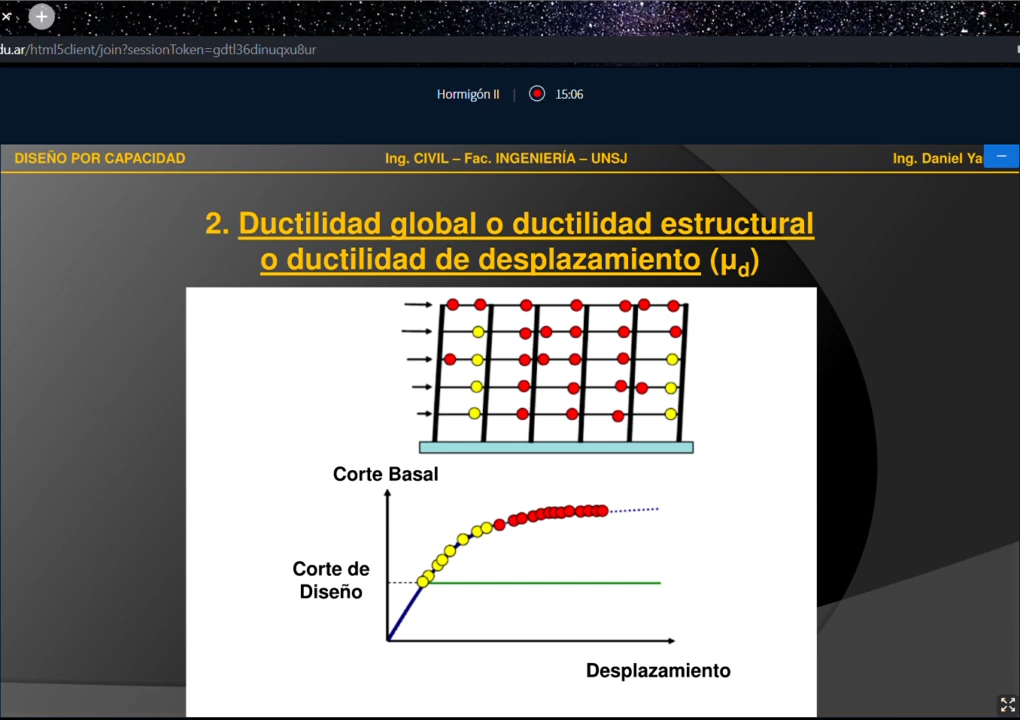 du.ar/html5client/join?sessionToken=gdtl36dinuqxu8ur
Hormigón II | 15:06
DISEÑO POR CAPACIDAD Ing. CIVIL – Fac. INGENIERÍA – UNSJ Ing. Daniel Ya
2. Ductilidad global o ductilidad estructural
o ductilidad de desplazamiento (μd)
Corte Basal
Corte de
Diseño
Desplazamiento